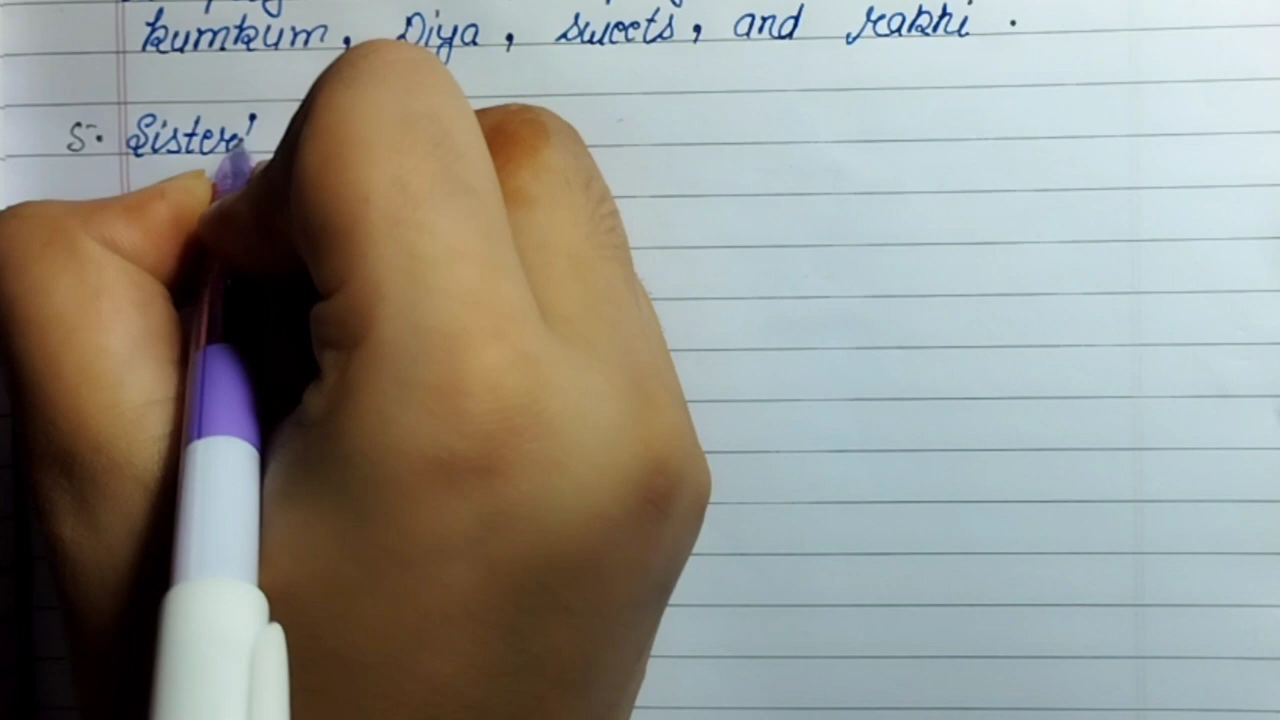 kumkum, Diya, sweets, and rakhi.
5. Sister